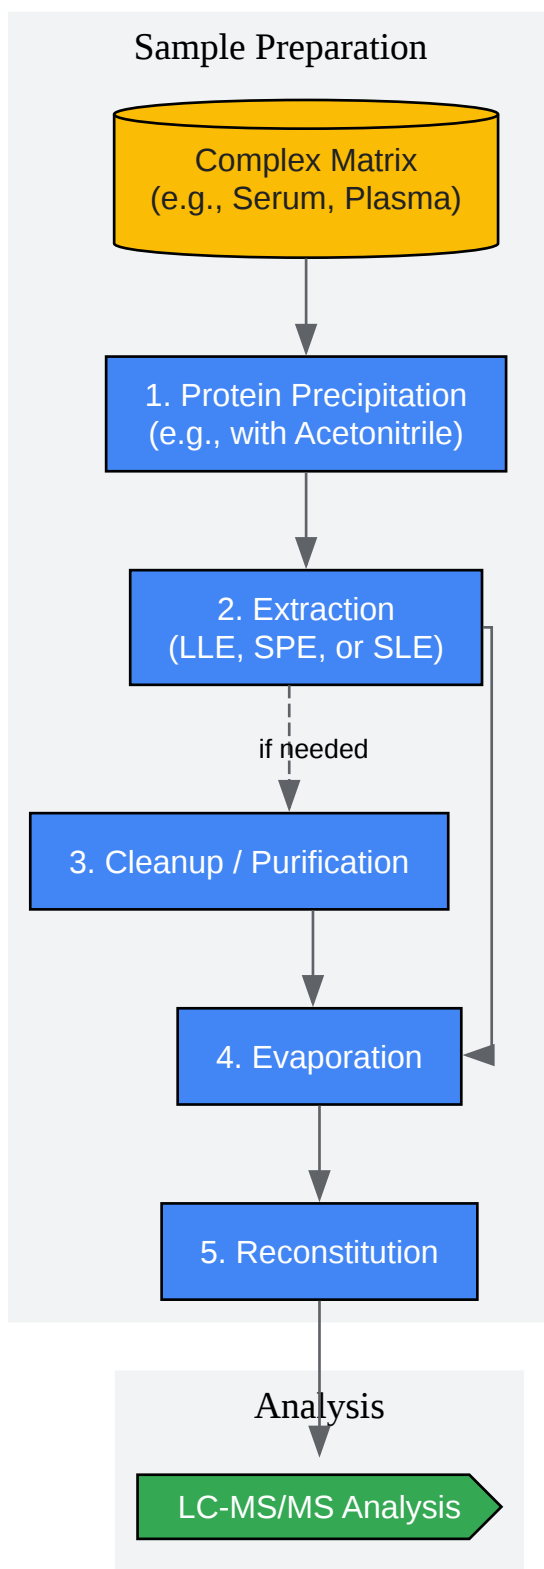 Sample Preparation
Complex Matrix
(e.g., Serum, Plasma)
1. Protein Precipitation
(e.g., with Acetonitrile)
2. Extraction
(LLE, SPE, or SLE)
if needed
3. Cleanup / Purification
4. Evaporation
5. Reconstitution
Analysis
LC-MS/MS Analysis